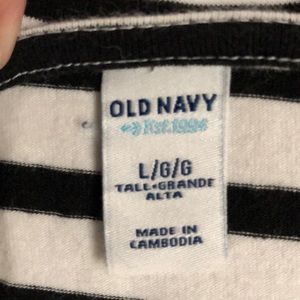 OLD NAVY
Est. 1994
L/G/G
TALL•GRANDE
ALTA
MADE IN
CAMBODIA